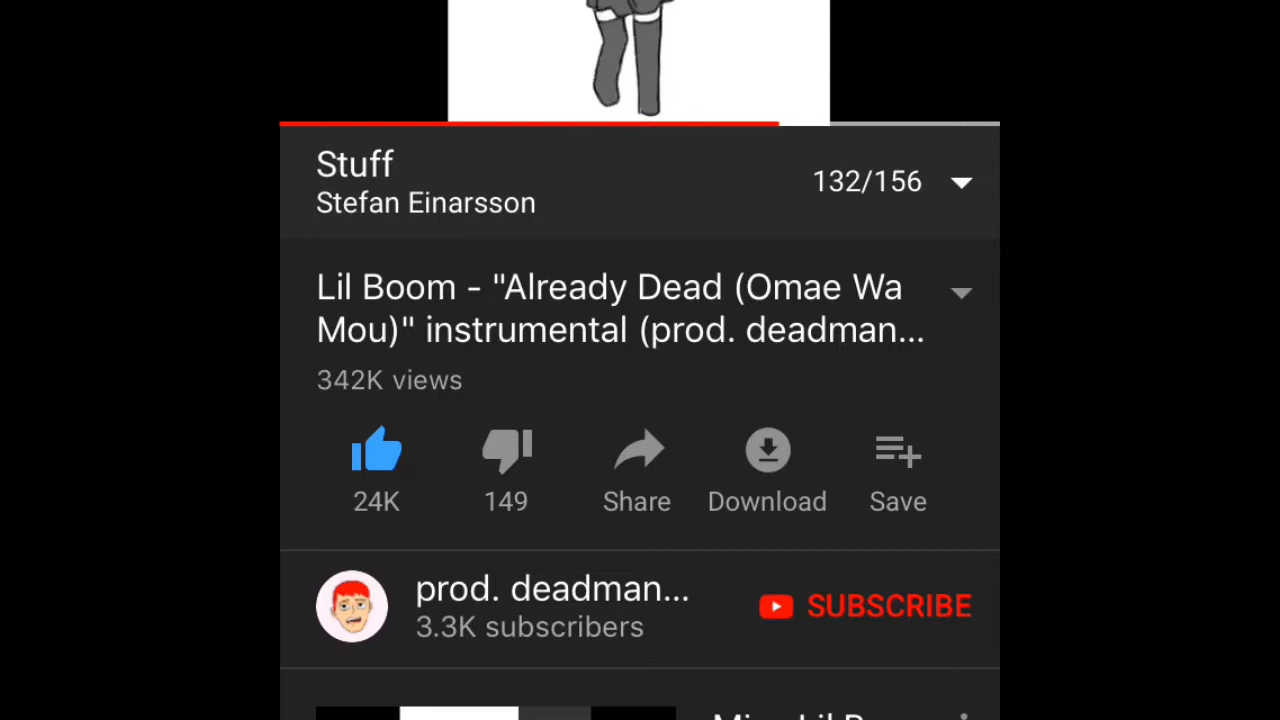 Stuff
132/156
Stefan Einarsson
Lil Boom - "Already Dead (Omae Wa
Mou)" instrumental (prod. deadman...
342K views
24K
149
Share
Download
Save
prod. deadman...
3.3K subscribers
SUBSCRIBE